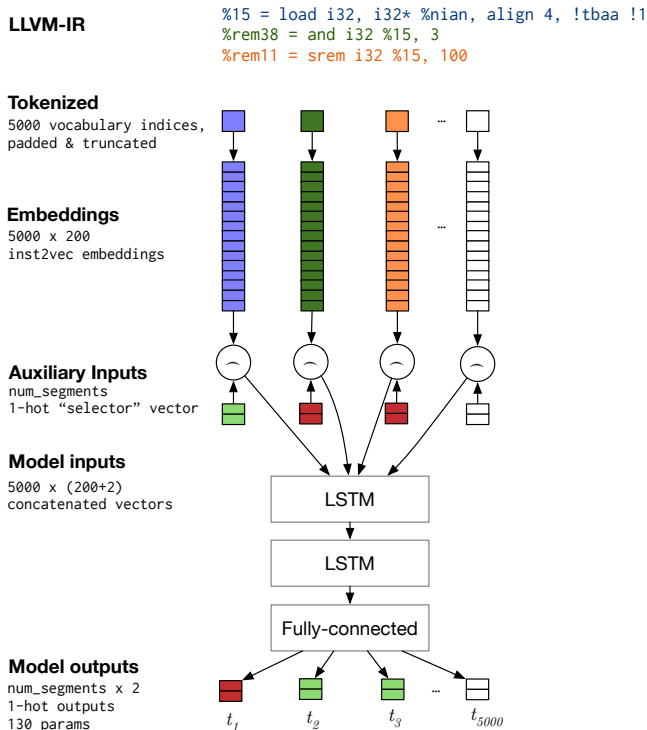 LLVM-IR
%15 = load i32, i32* %nian, align 4, !tbaa !1
%rem38 = and i32 %15, 3
%rem11 = srem i32 %15, 100
Tokenized
5000 vocabulary indices,
padded & truncated
…
Embeddings
5000 x 200
inst2vec embeddings
…
⌢ ⌢ ⌢ ⌢
Auxiliary Inputs
num_segments
1-hot “selector” vector
Model inputs
5000 x (200+2)
concatenated vectors
LSTM
LSTM
Fully-connected
Model outputs
num_segments x 2
1-hot outputs
130 params
…
t1 t2 t3 t5000